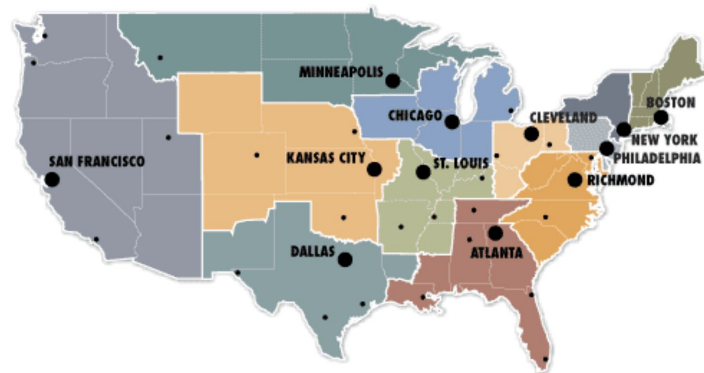 MINNEAPOLIS
BOSTON
CHICAGO
CLEVELAND
NEW YORK
SAN FRANCISCO
KANSAS CITY
ST. LOUIS
PHILADELPHIA
RICHMOND
DALLAS
ATLANTA